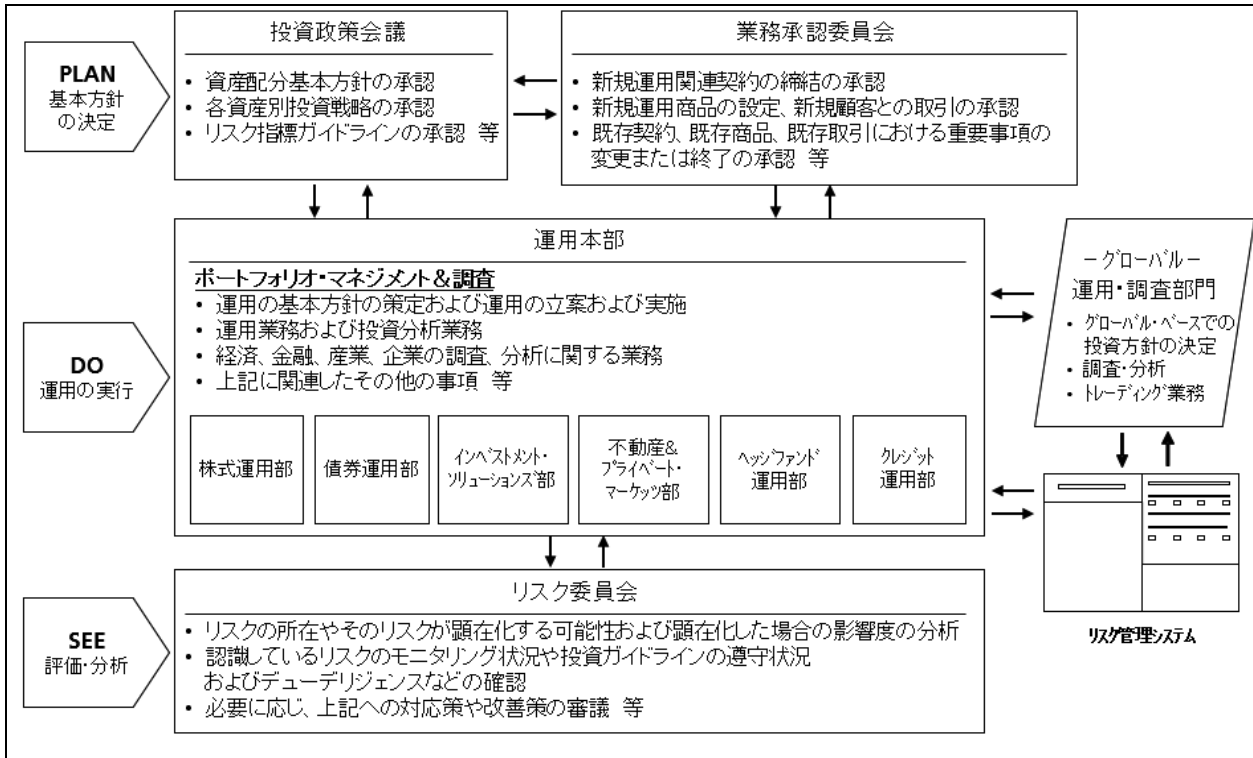 PLAN
基本方針
の決定
投資政策会議
• 資産配分基本方針の承認
• 各資産別投資戦略の承認
• リスク指標ガイドラインの承認 等
業務承認委員会
• 新規運用関連契約の締結の承認
• 新規運用商品の設定、新規顧客との取引の承認
• 既存契約、既存商品、既存取引における重要事項の
変更または終了の承認 等
DO
運用の実行
運用本部
ポートフォリオ・マネジメント&調査
• 運用の基本方針の策定および運用の立案および実施
• 運用業務および投資分析業務
• 経済、金融、産業、企業の調査、分析に関する業務
• 上記に関連したその他の事項 等
株式運用部
債券運用部
インベストメント・
ソリューションズ部
不動産&
プライベート・
マーケッツ部
ヘッジファンド
運用部
クレジット
運用部
-グローバル-
運用・調査部門
• グローバル・ベースでの
投資方針の決定
• 調査・分析
• トレーディング業務
リスク管理システム
SEE
評価・分析
リスク委員会
• リスクの所在やそのリスクが顕在化する可能性および顕在化した場合の影響度の分析
• 認識しているリスクのモニタリング状況や投資ガイドラインの遵守状況
およびデューデリジェンスなどの確認
• 必要に応じ、上記への対応策や改善策の審議 等